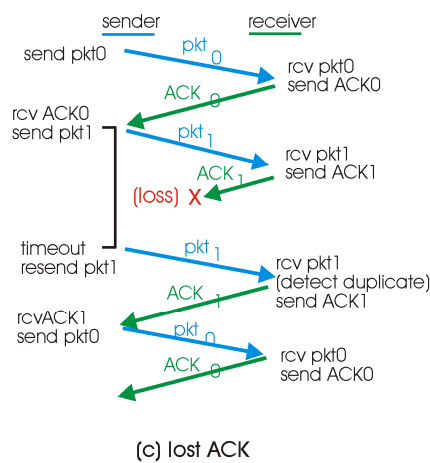 sender
receiver
send pkt0
pkt
0
rcv pkt0
send ACK0
ACK
0
rcv ACK0
send pkt1
pkt
1
rcv pkt1
send ACK1
ACK
1
(loss) X
timeout
resend pkt1
pkt
1
rcv pkt1
(detect duplicate)
send ACK1
ACK
1
rcvACK1
send pkt0
pkt
0
rcv pkt0
send ACK0
ACK
0
(c) lost ACK